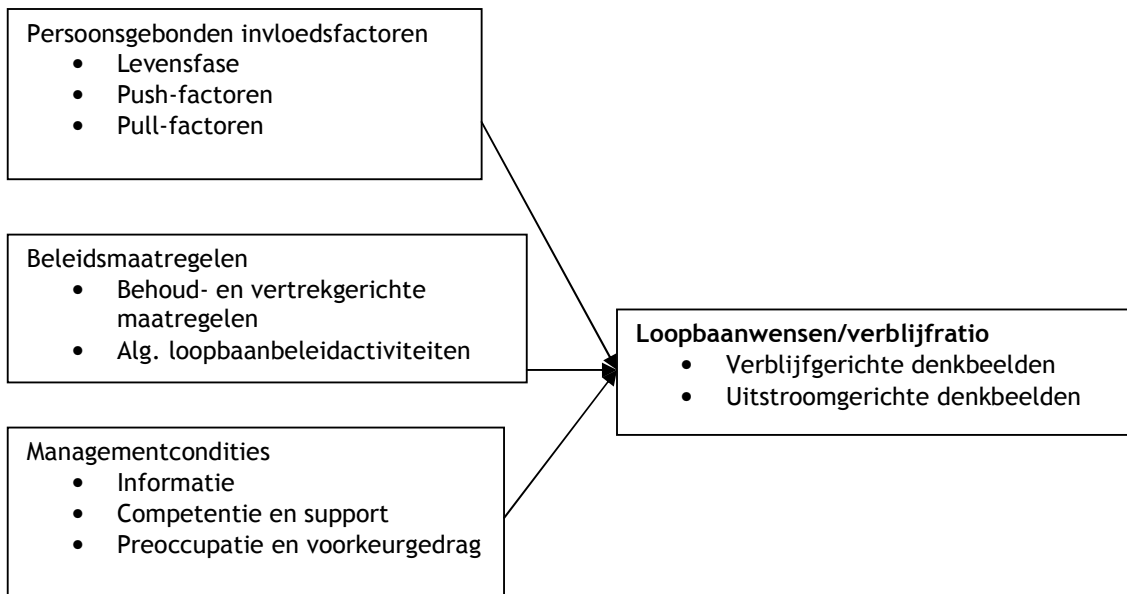 Persoonsgebonden invloedsfactoren
• Levensfase
• Push-factoren
• Pull-factoren
Beleidsmaatregelen
• Behoud- en vertrekgerichte
maatregelen
• Alg. loopbaanbeleidactiviteiten
Managementcondities
• Informatie
• Competentie en support
• Preoccupatie en voorkeurgedrag
Loopbaanwensen/verblijfratio
• Verblijfgerichte denkbeelden
• Uitstroomgerichte denkbeelden